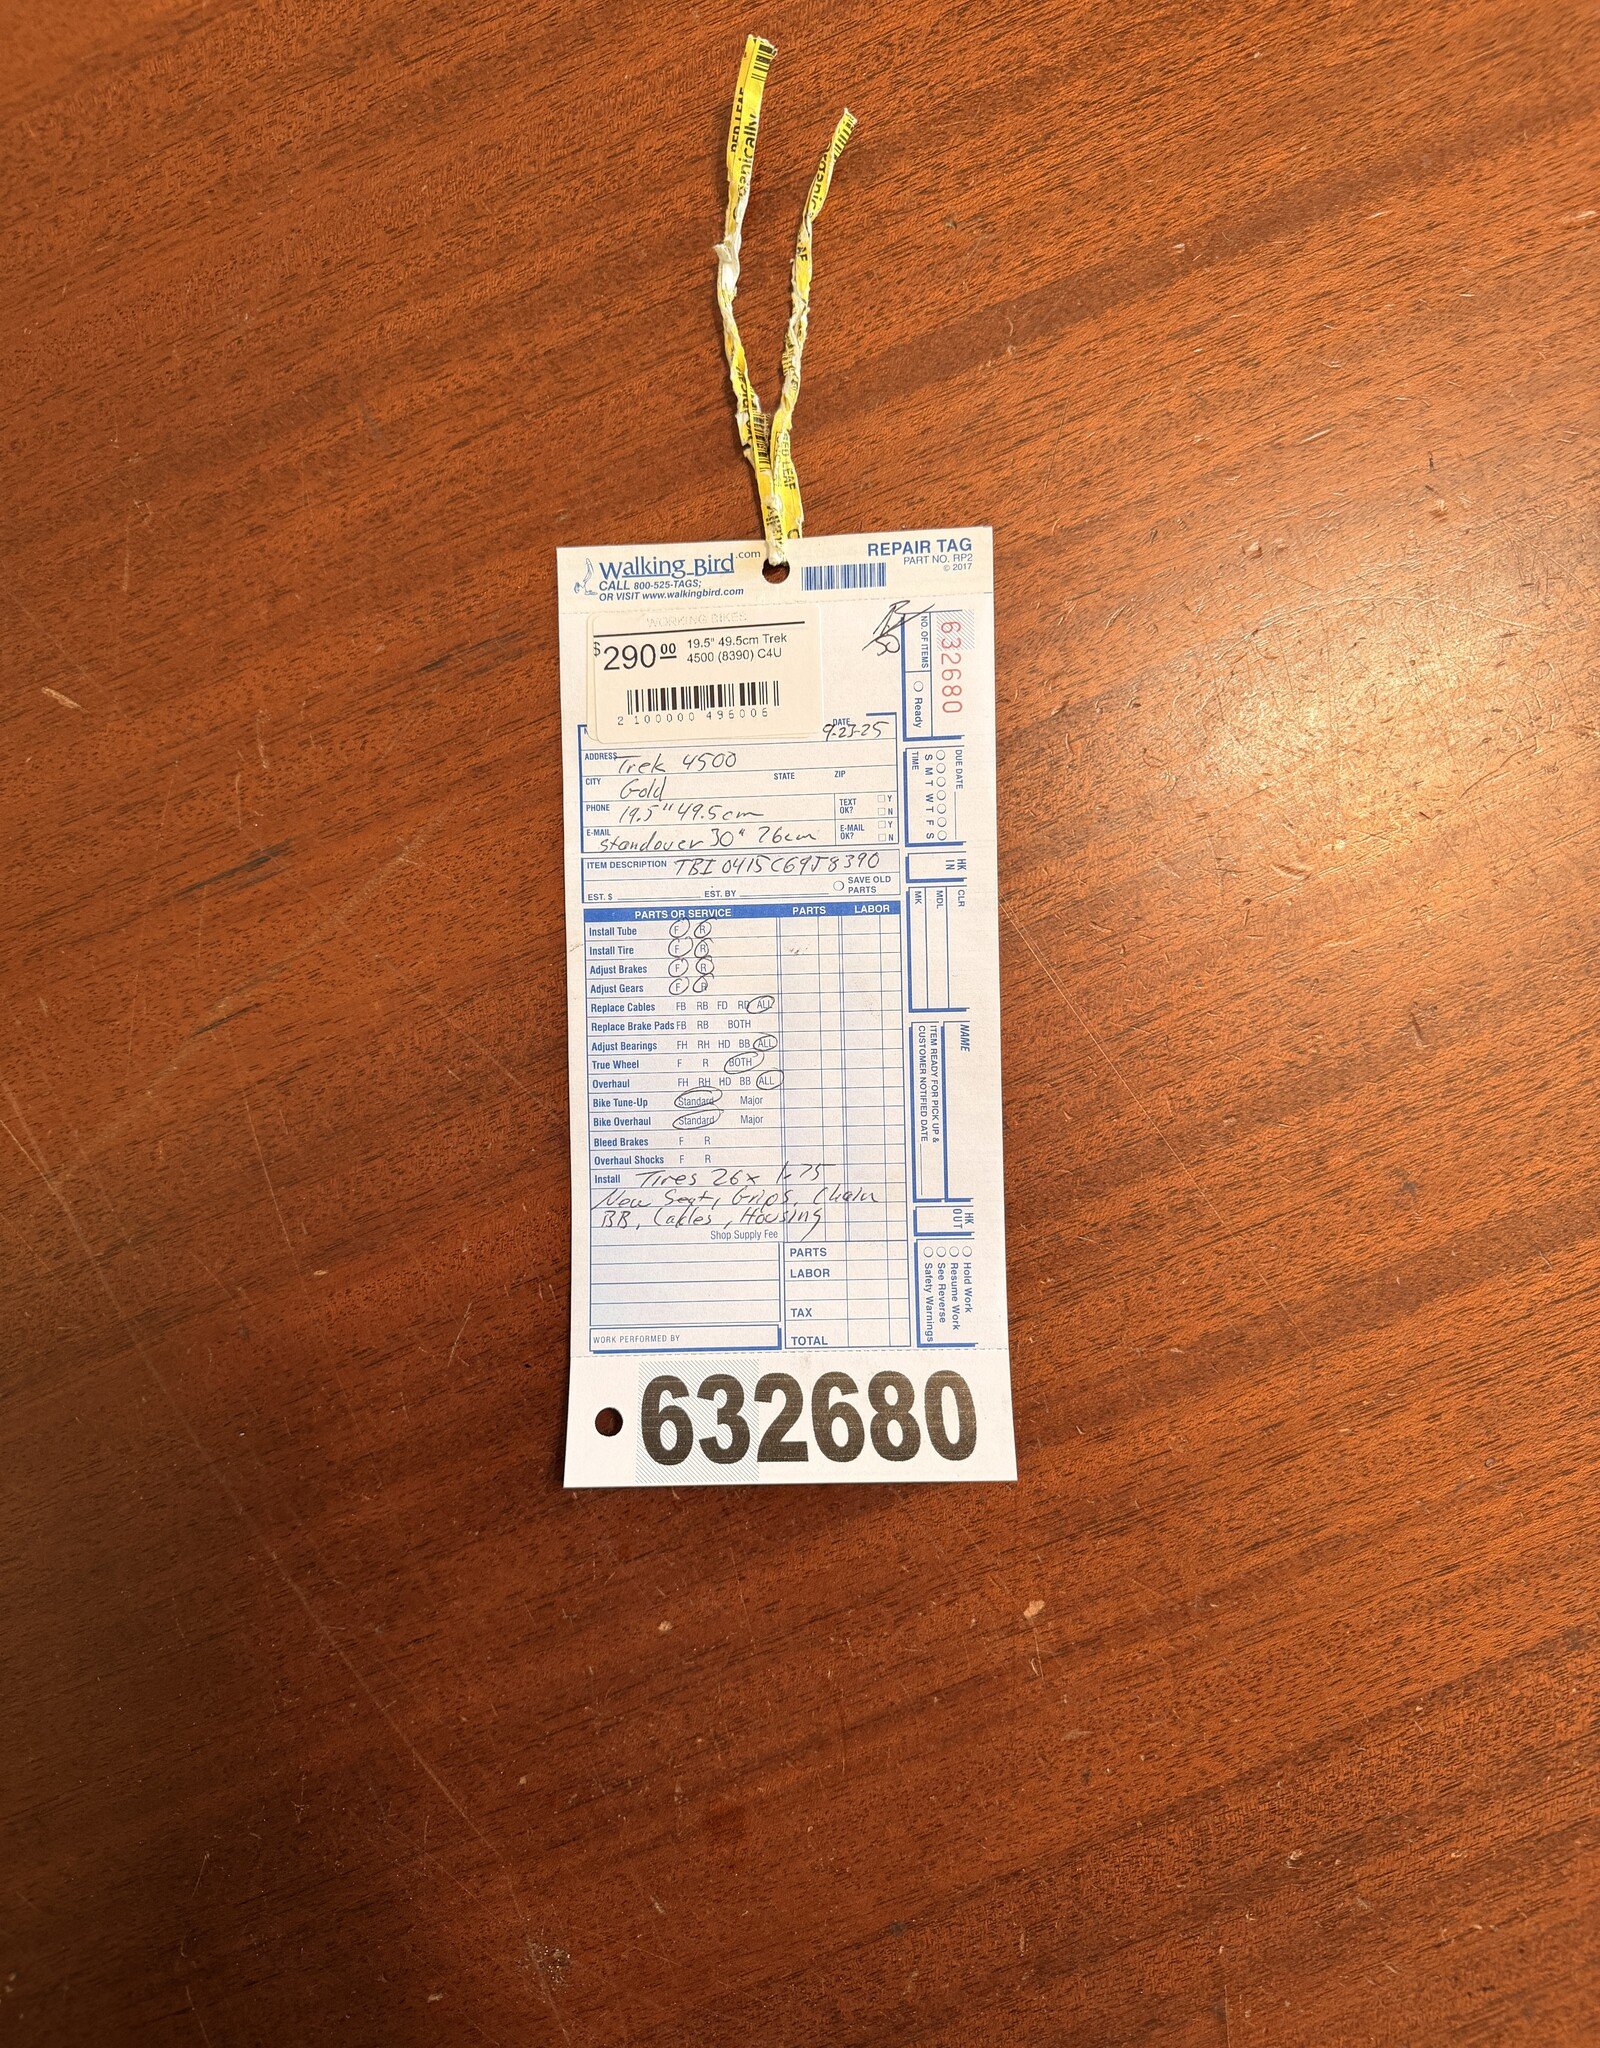 RED LEAF
Walking Bird.com
CALL 800-525-TAGS;
OR VISIT www.walkingbird.com
REPAIR TAG
PART NO. RP2
© 2017
WORKING BIKES
$290.00
19.5" 49.5cm Trek
4500 (8390) C4U
2 100000 496006
50
632680
NO. OF ITEMS
Ready
DATE 9-23-25
ADDRESS Trek 4500
CITY Gold STATE ZIP
PHONE 19.5" 49.5cm TEXT OK? Y N
E-MAIL standover 30" 76cm E-MAIL OK? Y N
ITEM DESCRIPTION TBI 0415C69J8390
EST. $ EST. BY SAVE OLD PARTS
DUE DATE
S M T W T F S
TIME
HK IN
CLR
MDL
MK
PARTS OR SERVICE PARTS LABOR
Install Tube F R
Install Tire F R
Adjust Brakes F R
Adjust Gears F R
Replace Cables FB RB FD RD ALL
Replace Brake Pads FB RB BOTH
Adjust Bearings FH RH HD BB ALL
True Wheel F R BOTH
Overhaul FH RH HD BB ALL
Bike Tune-Up Standard Major
Bike Overhaul Standard Major
Bleed Brakes F R
Overhaul Shocks F R
Install Tires 26x 1.75
New Seat, Grips, Chain
BB, Cables, Housing
Shop Supply Fee
PARTS
LABOR
TAX
TOTAL
WORK PERFORMED BY
NAME
ITEM READY FOR PICK UP &
CUSTOMER NOTIFIED DATE
HK OUT
Hold Work
Resume Work
See Reverse
Safety Warnings
632680